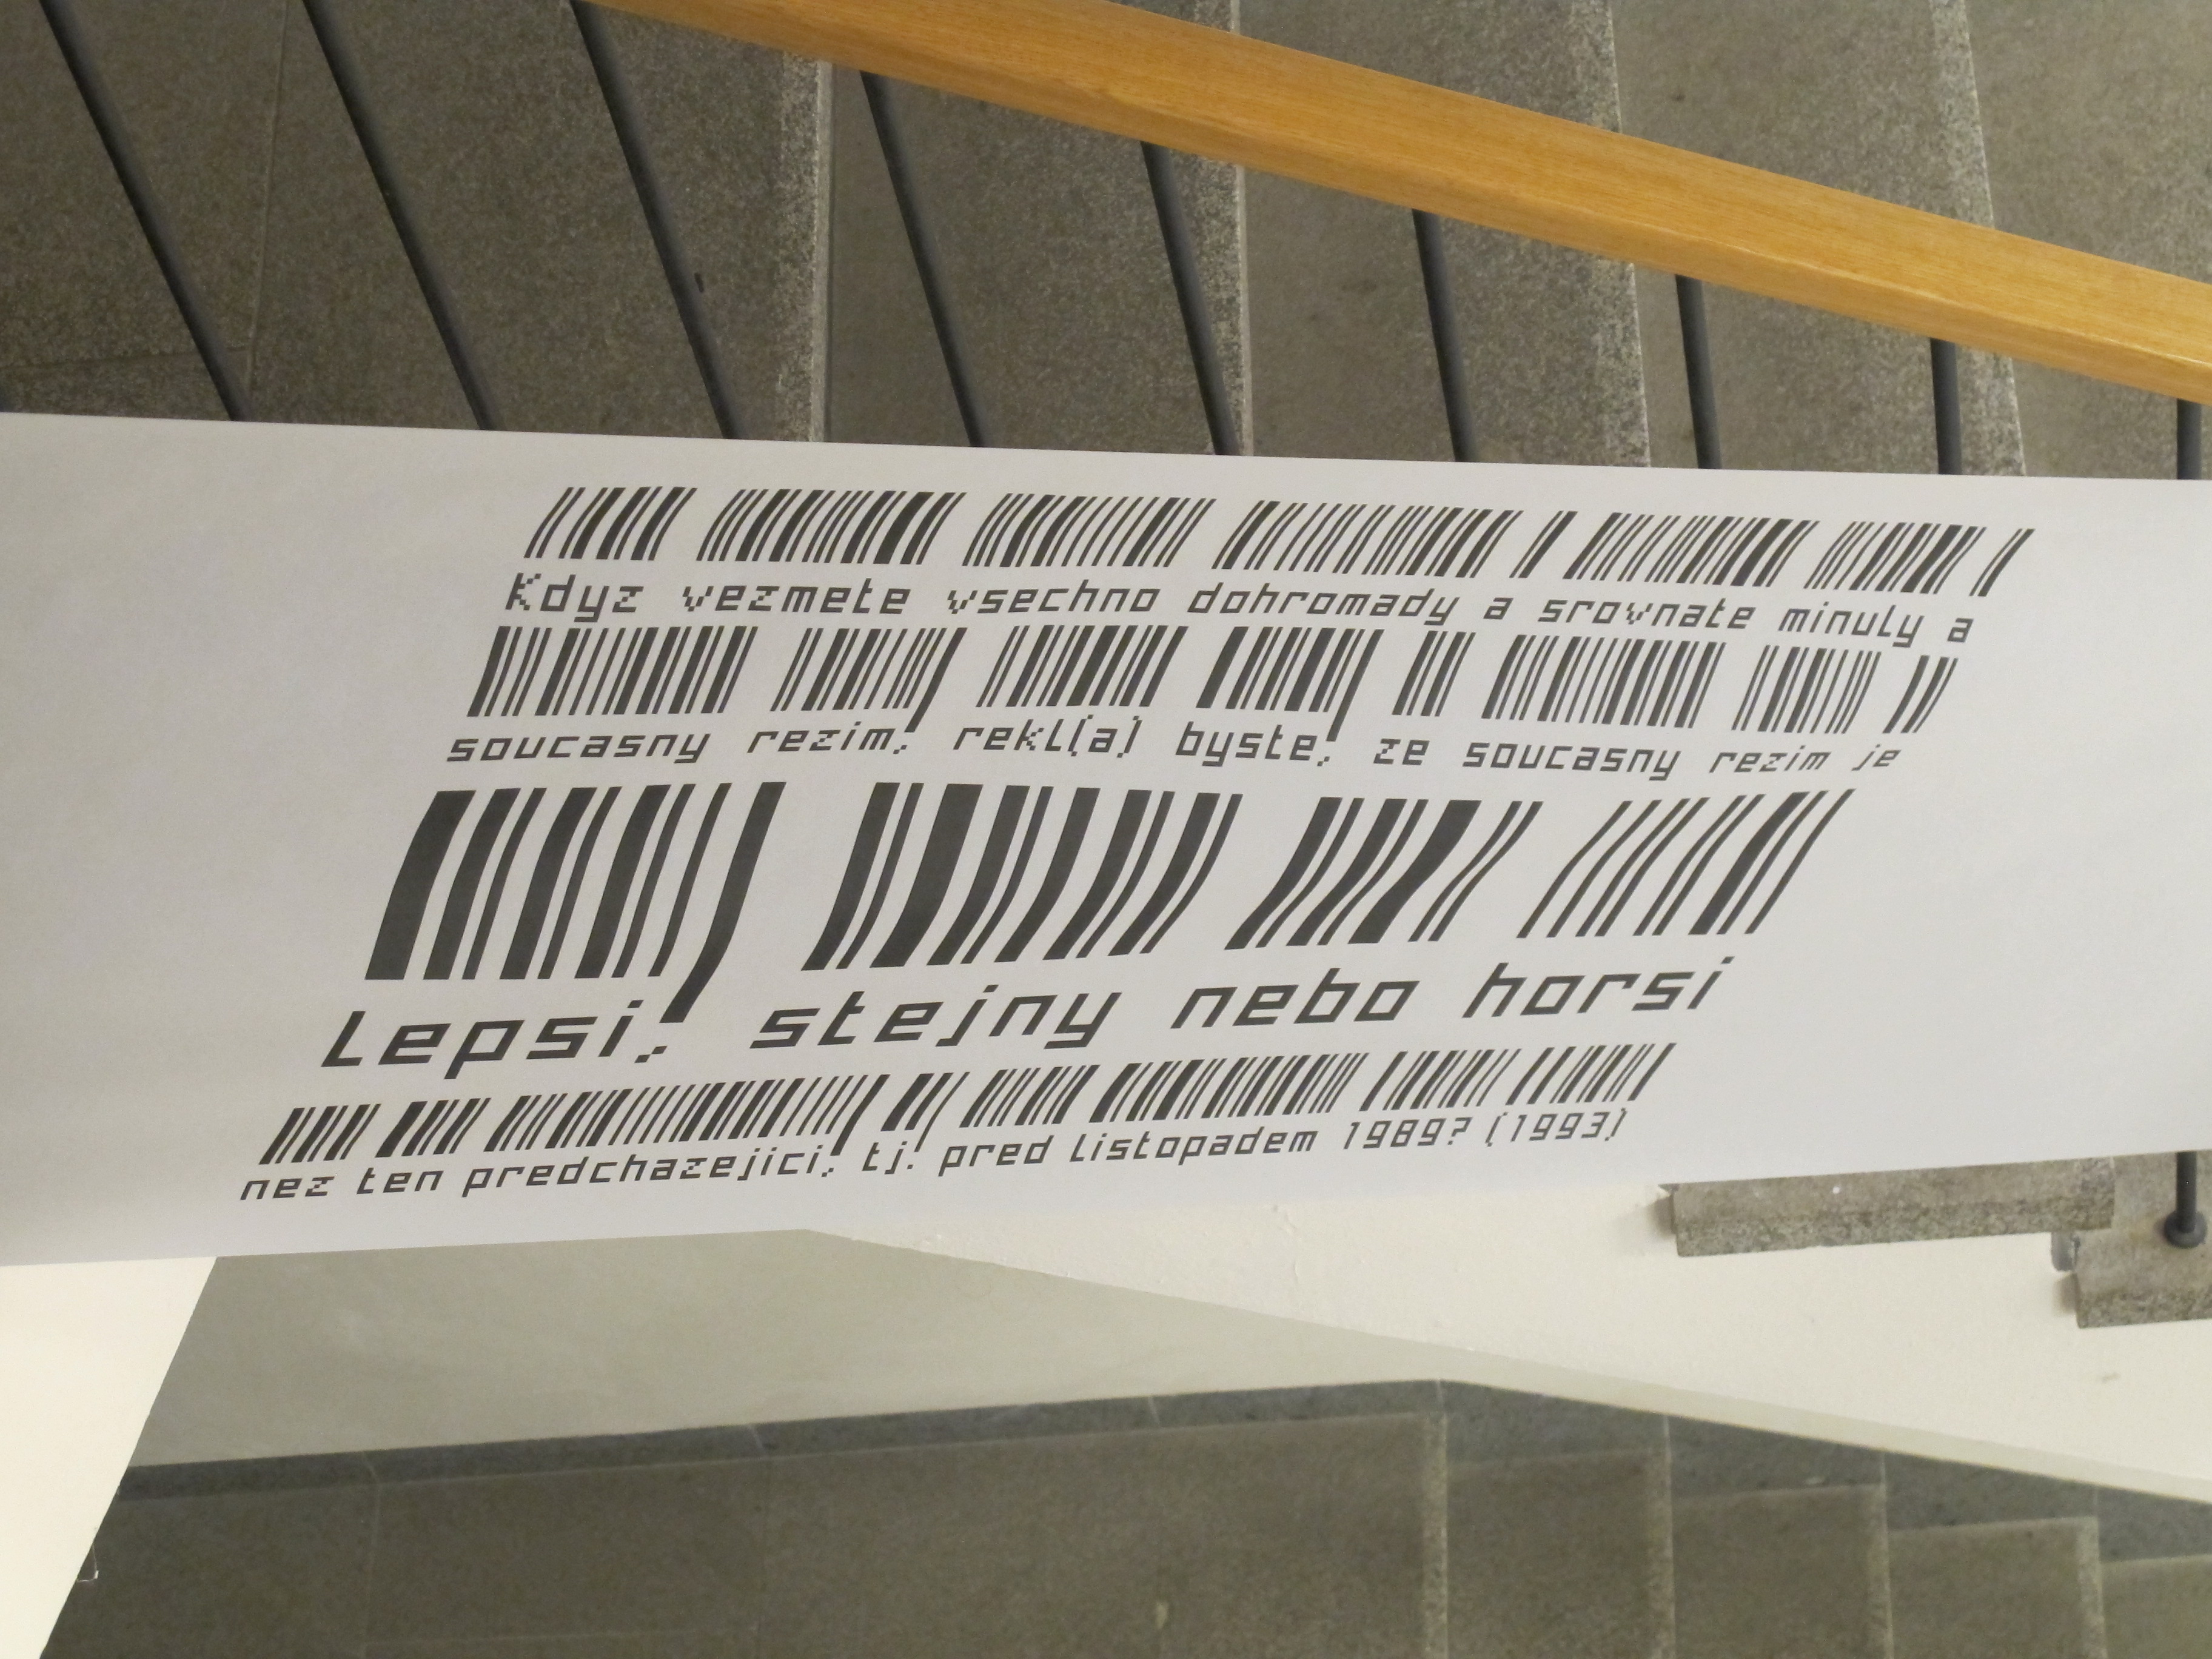 Kdyz vezmete vsechno dohromady a srovnate minuly a
soucasny rezim, rekl(a) byste, ze soucasny rezim je
Lepsi, stejny nebo horsi
nez ten predchazejici, tj. pred listopadem 1989? (1993)